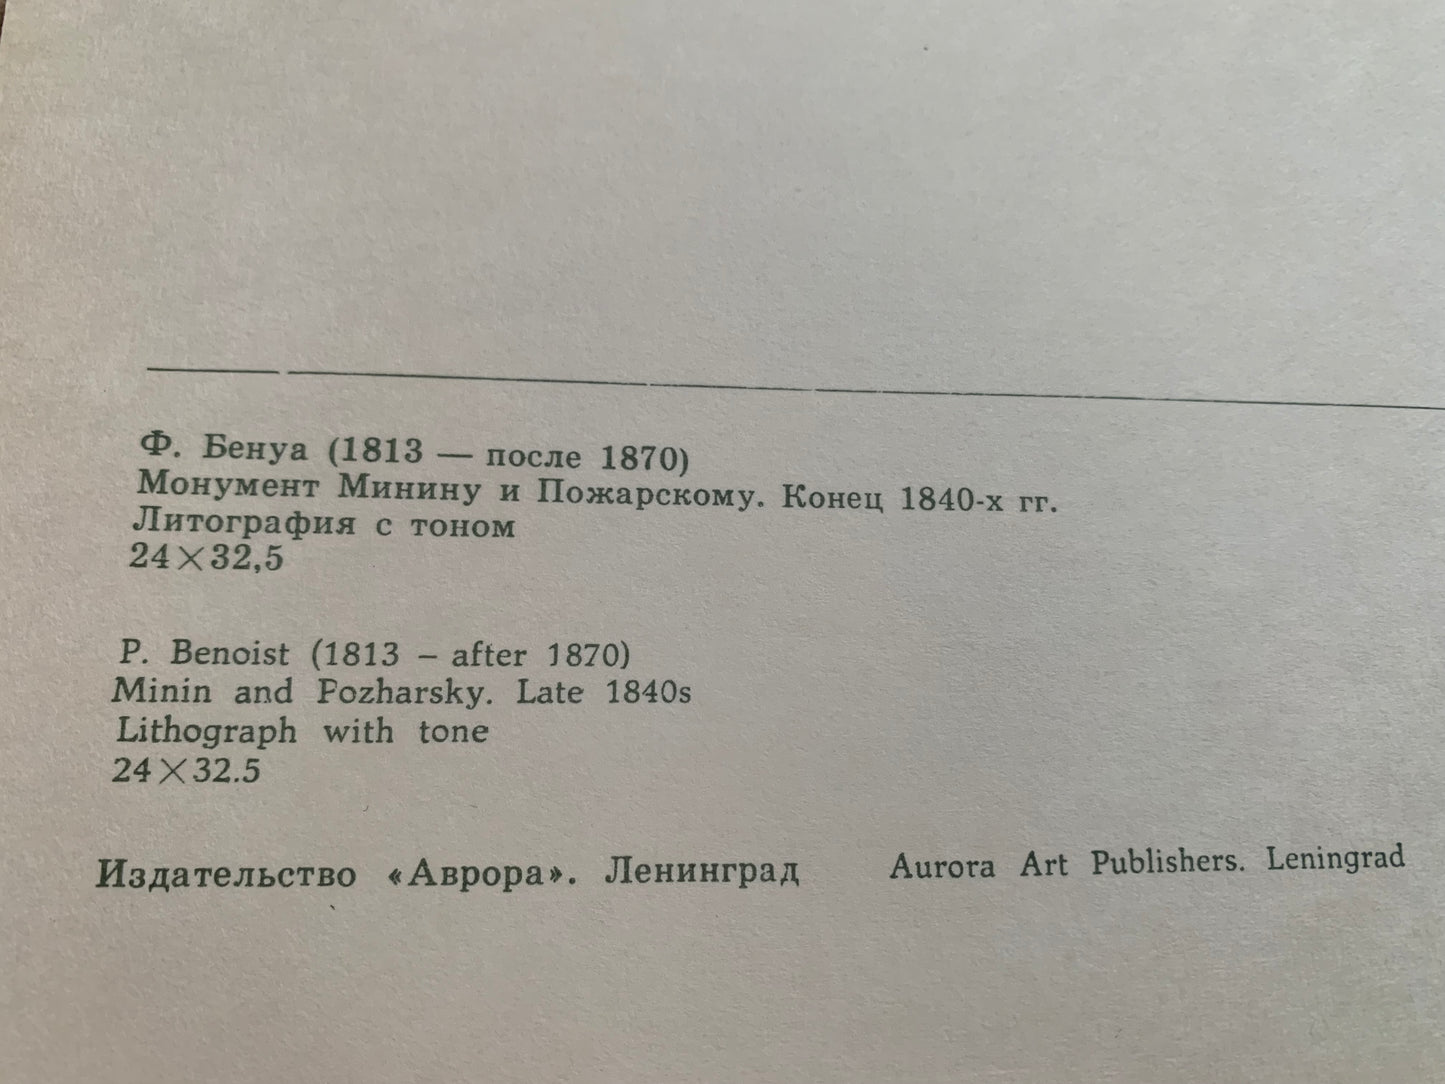 Ф. Бенуа (1813 — после 1870)
Монумент Минину и Пожарскому. Конец 1840-х гг.
Литография с тоном
24×32,5
P. Benoist (1813 – after 1870)
Minin and Pozharsky. Late 1840s
Lithograph with tone
24×32.5
Издательство «Аврора». Ленинград Aurora Art Publishers. Leningrad